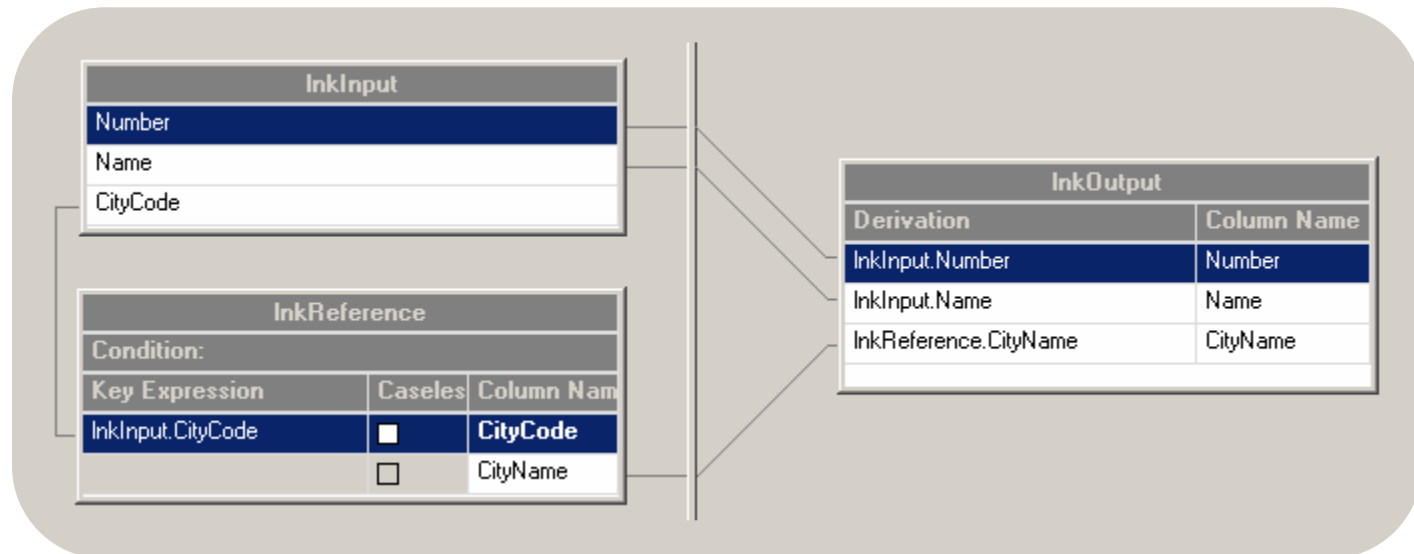 lnkInput
Number
Name
CityCode
lnkReference
Condition:
Key Expression Caseles Column Nam
lnkInput.CityCode CityCode
CityName
lnkOutput
Derivation Column Name
lnkInput.Number Number
lnkInput.Name Name
lnkReference.CityName CityName